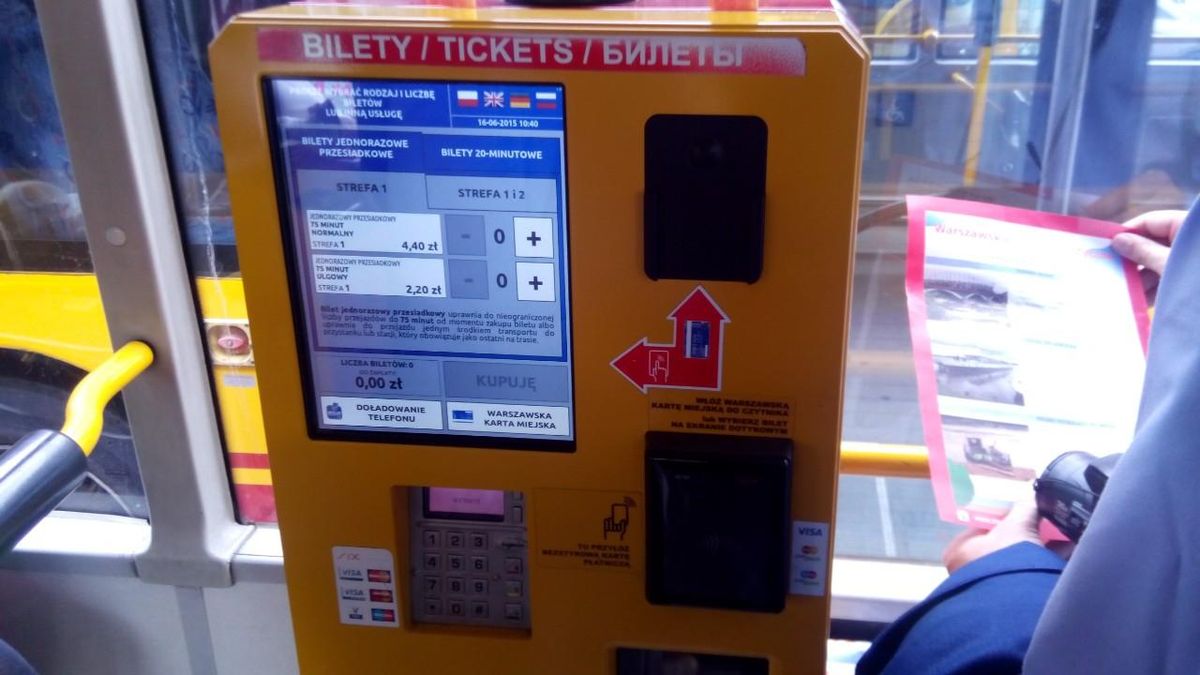 BILETY / TICKETS / БИЛЕТЫ
PROSZĘ WYBRAĆ RODZAJ I LICZBĘ
BILETÓW
LUB INNĄ USŁUGĘ
16-06-2015 10:40
BILETY JEDNORAZOWE
PRZESIADKOWE
BILETY 20-MINUTOWE
STREFA 1
STREFA 1 i 2
JEDNORAZOWY PRZESIADKOWY
75 MINUT
NORMALNY
STREFA 1 4,40 zł
- 0 +
JEDNORAZOWY PRZESIADKOWY
75 MINUT
ULGOWY
STREFA 1 2,20 zł
- 0 +
Bilet jednorazowy przesiadkowy uprawnia do nieograniczonej
liczby przejazdów do 75 minut od momentu zakupu biletu albo
uprawnia do przejazdu jednym środkiem transportu do
przystanku lub stacji, który obowiązuje jako ostatni na trasie.
LICZBA BILETÓW: 0
DO ZAPŁATY:
0,00 zł
KUPUJĘ
DOŁADOWANIE
TELEFONU
WARSZAWSKA
KARTA MIEJSKA
WŁÓŻ WARSZAWSKĄ
KARTĘ MIEJSKĄ DO CZYTNIKA
lub WYBIERZ BILET
NA EKRANIE DOTYKOWYM
TU PRZYŁÓŻ
BEZSTYKOWĄ KARTĘ
PŁATNICZĄ
1 2 3
4 5 6
7 8 9
* 0 #
VISA
VISA
V
VISA
VISA
Warszawsk